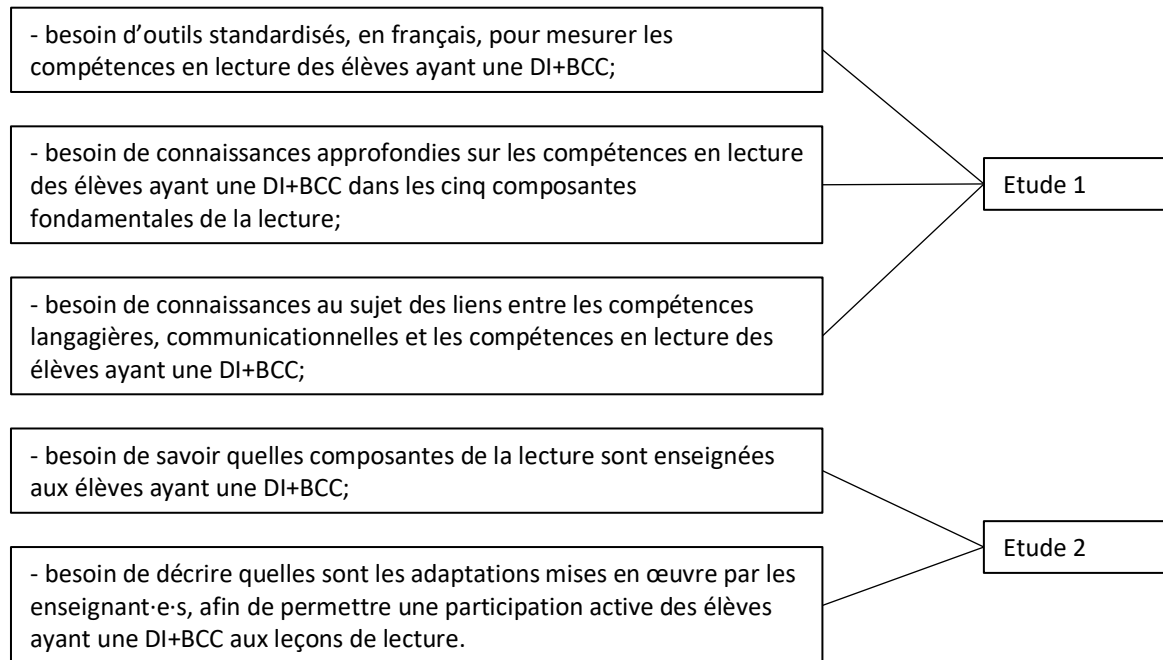 - besoin d’outils standardisés, en français, pour mesurer les
compétences en lecture des élèves ayant une DI+BCC;
- besoin de connaissances approfondies sur les compétences en lecture
des élèves ayant une DI+BCC dans les cinq composantes
fondamentales de la lecture;
Etude 1
- besoin de connaissances au sujet des liens entre les compétences
langagières, communicationnelles et les compétences en lecture des
élèves ayant une DI+BCC;
- besoin de savoir quelles composantes de la lecture sont enseignées
aux élèves ayant une DI+BCC;
Etude 2
- besoin de décrire quelles sont les adaptations mises en œuvre par les
enseignant·e·s, afin de permettre une participation active des élèves
ayant une DI+BCC aux leçons de lecture.